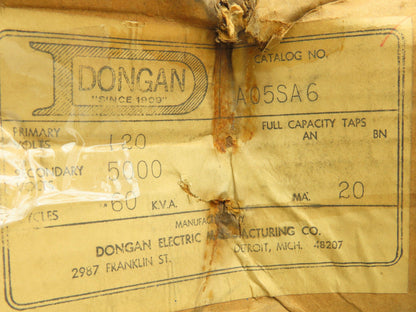 DONGAN
"SINCE 1909"
CATALOG NO.
A05SA6
PRIMARY VOLTS 120
FULL CAPACITY TAPS
AN BN
SECONDARY 5000
CYCLES 60 K.V.A. MA. 20
DONGAN ELECTRIC MANUFACTURING CO.
2987 FRANKLIN ST. DETROIT, MICH. 48207